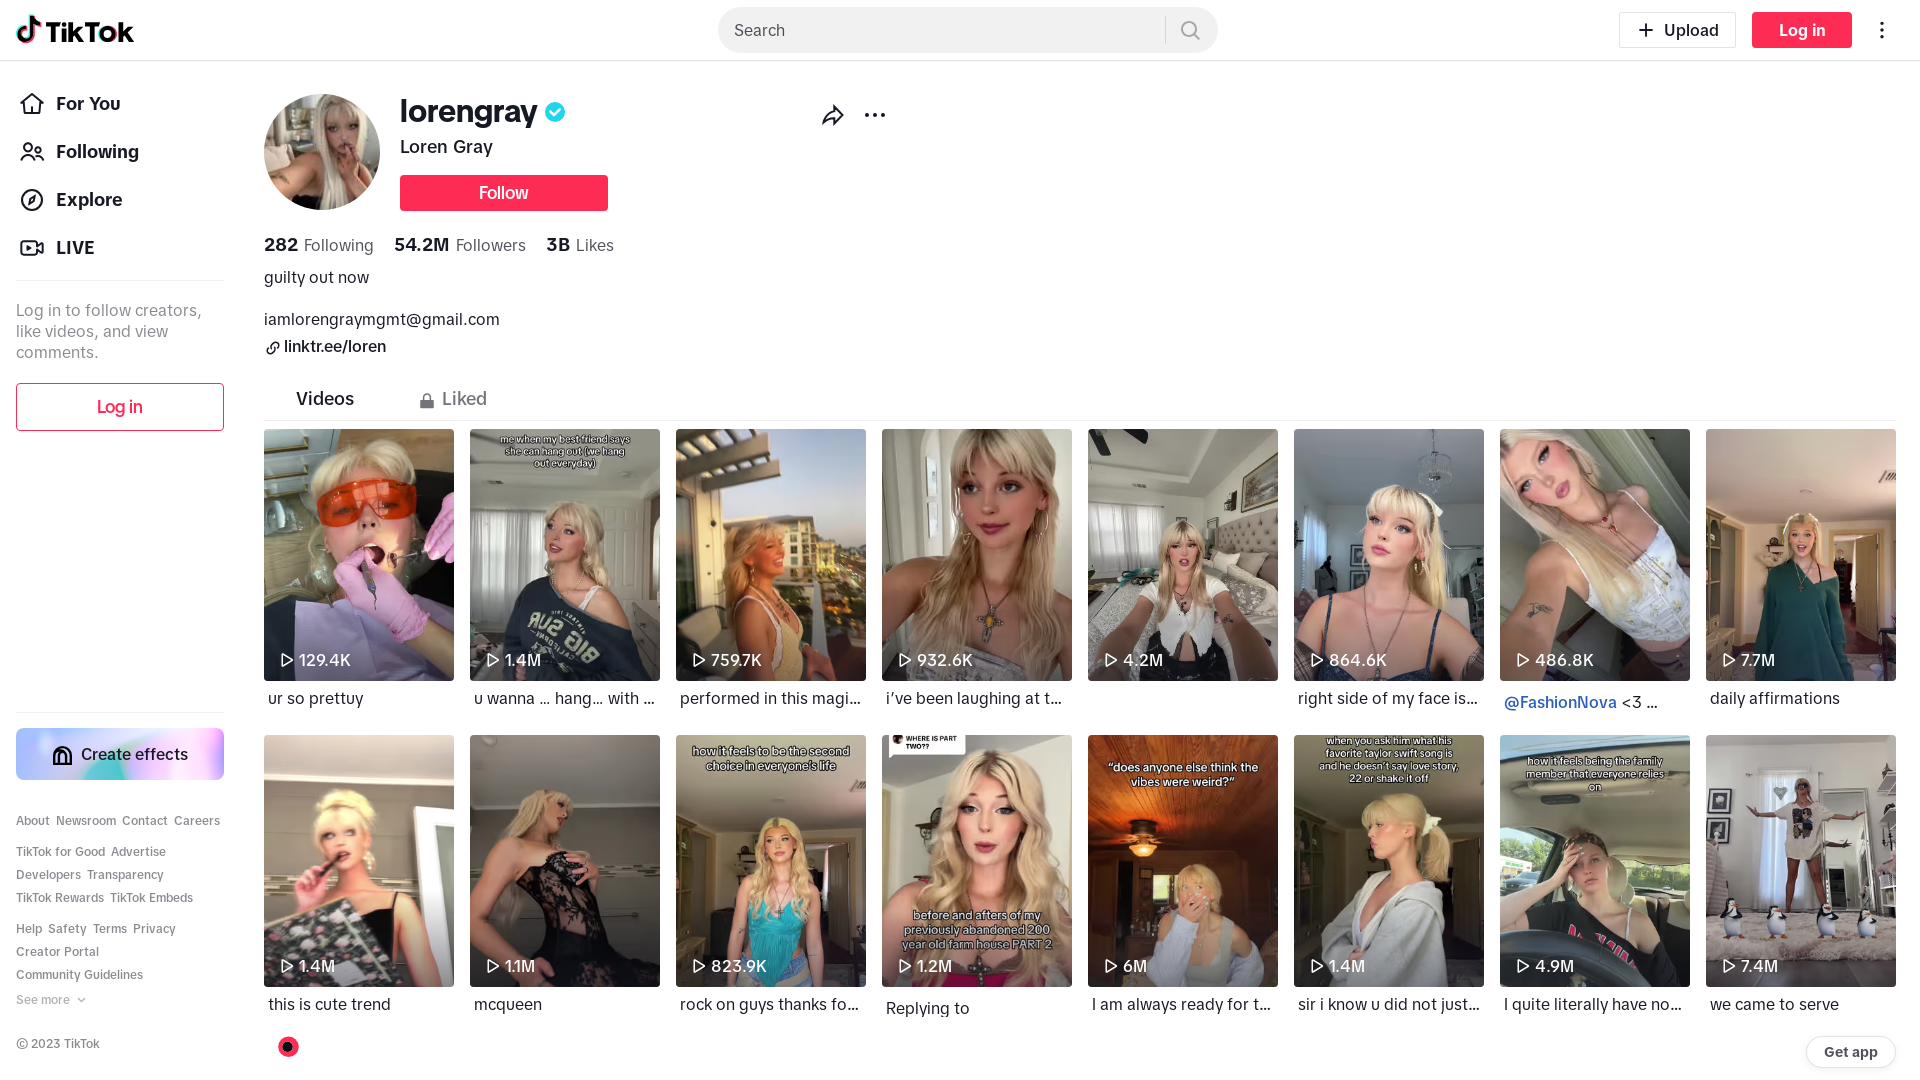 TikTok
Search
Upload
Log in
For You
Following
Explore
LIVE
Log in to follow creators,
like videos, and view
comments.
Log in
Create effects
About Newsroom Contact Careers
TikTok for Good Advertise
Developers Transparency
TikTok Rewards TikTok Embeds
Help Safety Terms Privacy
Creator Portal
Community Guidelines
See more
© 2023 TikTok
lorengray
Loren Gray
Follow
282 Following 54.2M Followers 3B Likes
guilty out now
iamlorengraymgmt@gmail.com
linktr.ee/loren
Videos
Liked
129.4K
ur so prettuy
me when my best friend says
she can hang out (we hang
out everyday)
BIG SUR
1.4M
u wanna ... hang... with ...
759.7K
performed in this magi...
932.6K
i’ve been laughing at t...
4.2M
864.6K
right side of my face is...
486.8K
@FashionNova <3 ...
7.7M
daily affirmations
1.4M
this is cute trend
1.1M
mcqueen
how it feels to be the second
choice in everyone’s life
823.9K
rock on guys thanks fo...
WHERE IS PART
TWO??
before and afters of my
previously abandoned 200
year old farm house PART 2
1.2M
Replying to
“does anyone else think the
vibes were weird?”
6M
I am always ready for t...
when you ask him what his
favorite taylor swift song is
and he doesn’t say love story,
22 or shake it off
1.4M
sir i know u did not just...
how it feels being the family
member that everyone relies
on
4.9M
I quite literally have no...
7.4M
we came to serve
Get app